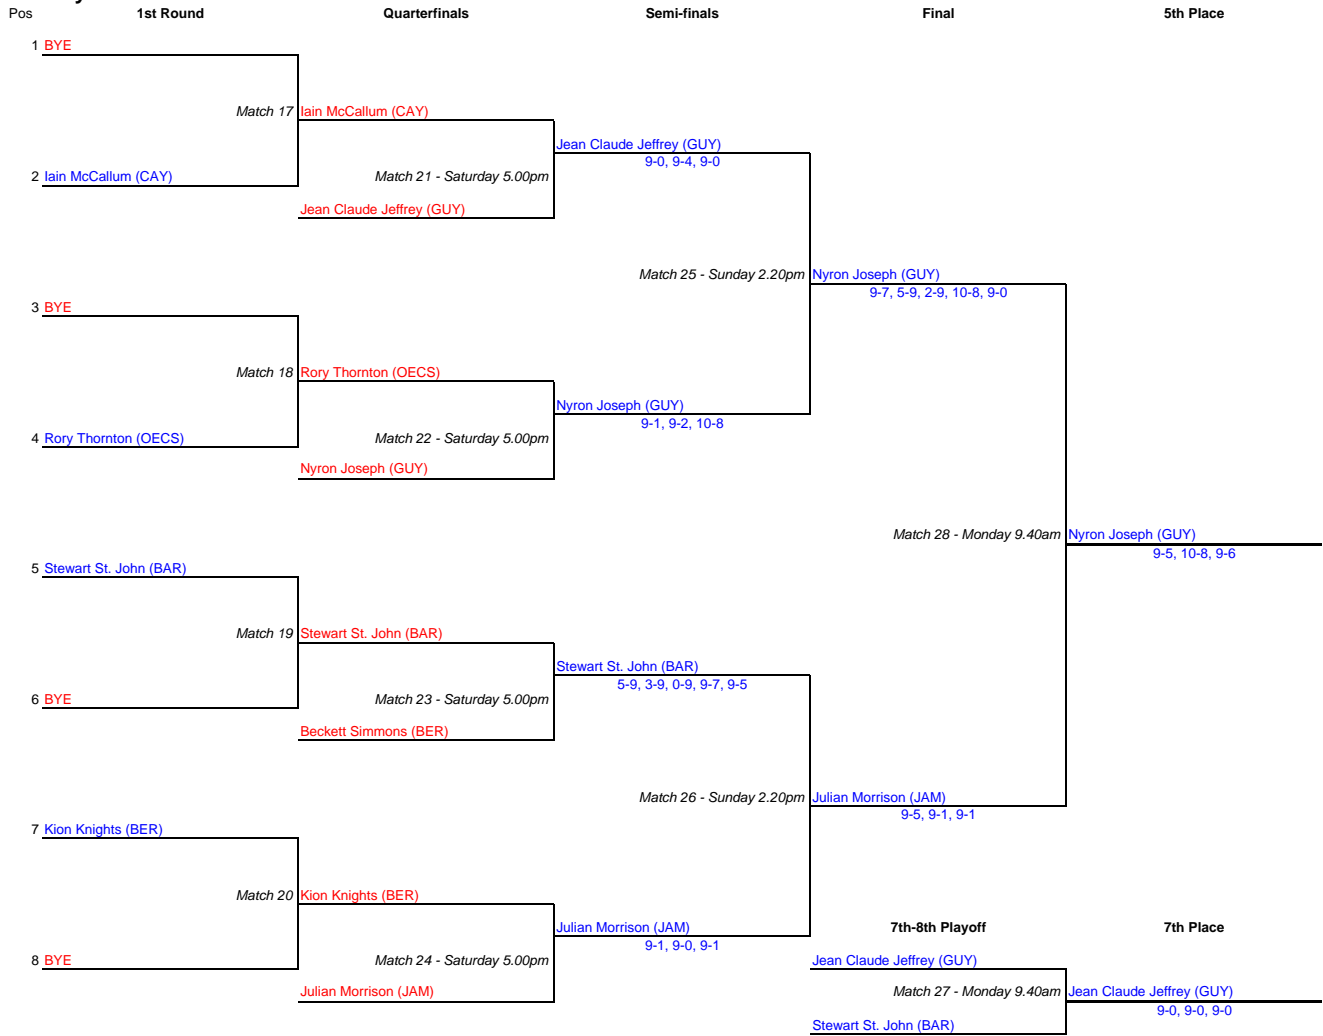 Pos 1st Round Quarterfinals Semi-finals Final 5th Place
1 BYE
Match 17 Iain McCallum (CAY)
Jean Claude Jeffrey (GUY)
9-0, 9-4, 9-0
2 Iain McCallum (CAY) Match 21 - Saturday 5.00pm
Jean Claude Jeffrey (GUY)
Match 25 - Sunday 2.20pm Nyron Joseph (GUY)
9-7, 5-9, 2-9, 10-8, 9-0
3 BYE
Match 18 Rory Thornton (OECS)
Nyron Joseph (GUY)
9-1, 9-2, 10-8
4 Rory Thornton (OECS) Match 22 - Saturday 5.00pm
Nyron Joseph (GUY)
Match 28 - Monday 9.40am Nyron Joseph (GUY)
9-5, 10-8, 9-6
5 Stewart St. John (BAR)
Match 19 Stewart St. John (BAR)
Stewart St. John (BAR)
5-9, 3-9, 0-9, 9-7, 9-5
6 BYE Match 23 - Saturday 5.00pm
Beckett Simmons (BER)
Match 26 - Sunday 2.20pm Julian Morrison (JAM)
9-5, 9-1, 9-1
7 Kion Knights (BER)
Match 20 Kion Knights (BER)
Julian Morrison (JAM) 7th-8th Playoff 7th Place
9-1, 9-0, 9-1
8 BYE Match 24 - Saturday 5.00pm Jean Claude Jeffrey (GUY)
Julian Morrison (JAM) Match 27 - Monday 9.40am Jean Claude Jeffrey (GUY)
9-0, 9-0, 9-0
Stewart St. John (BAR)